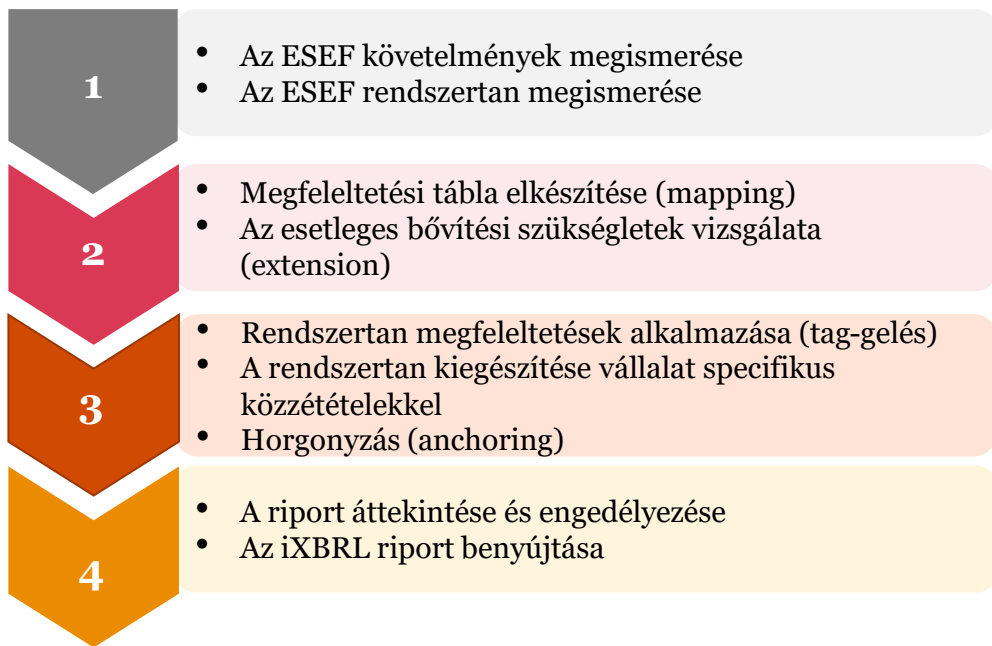 1
• Az ESEF követelmények megismerése
• Az ESEF rendszertan megismerése
2
• Megfeleltetési tábla elkészítése (mapping)
• Az esetleges bővítési szükségletek vizsgálata
(extension)
3
• Rendszertan megfeleltetések alkalmazása (tag-gelés)
• A rendszertan kiegészítése vállalat specifikus
közzétételekkel
• Horgonyzás (anchoring)
4
• A riport áttekintése és engedélyezése
• Az iXBRL riport benyújtása